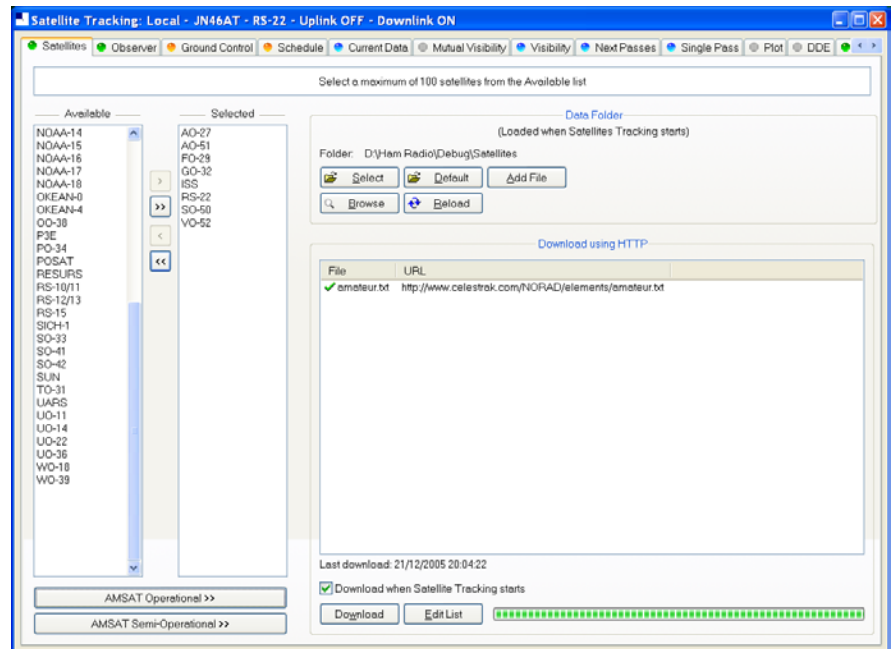 Satellite Tracking: Local - JN46AT - RS-22 - Uplink OFF - Downlink ON
Satellites Observer Ground Control Schedule Current Data Mutual Visibility Visibility Next Passes Single Pass Plot DDE
Select a maximum of 100 satellites from the Available list
Available
NOAA-14
NOAA-15
NOAA-16
NOAA-17
NOAA-18
OKEAN-0
OKEAN-4
OO-38
P3E
PO-34
POSAT
RESURS
RS-10/11
RS-12/13
RS-15
SICH-1
SO-33
SO-41
SO-42
SUN
TO-31
UARS
UO-11
UO-14
UO-22
UO-36
WO-18
WO-39
>
>>
<
<<
Selected
AO-27
AO-51
FO-29
GO-32
ISS
RS-22
SO-50
VO-52
AMSAT Operational >>
AMSAT Semi-Operational >>
Data Folder
(Loaded when Satellites Tracking starts)
Folder: D:\Ham Radio\Debug\Satellites
Select Default Add File
Browse Reload
Download using HTTP
File URL
amateur.txt http://www.celestrak.com/NORAD/elements/amateur.txt
Last download: 21/12/2005 20:04:22
Download when Satellite Tracking starts
Download Edit List